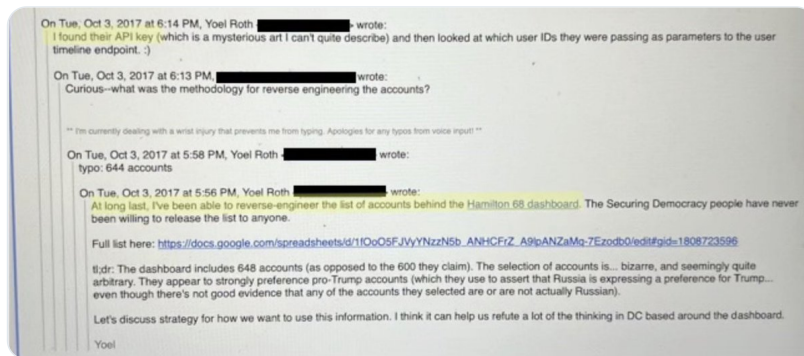 On Tue, Oct 3, 2017 at 6:14 PM, Yoel Roth wrote:
I found their API key (which is a mysterious art I can't quite describe) and then looked at which user IDs they were passing as parameters to the user
timeline endpoint. :)
On Tue, Oct 3, 2017 at 6:13 PM, wrote:
Curious--what was the methodology for reverse engineering the accounts?
** I'm currently dealing with a wrist injury that prevents me from typing. Apologies for any typos from voice input! **
On Tue, Oct 3, 2017 at 5:58 PM, Yoel Roth wrote:
typo: 644 accounts
On Tue, Oct 3, 2017 at 5:56 PM, Yoel Roth wrote:
At long last, I've been able to reverse-engineer the list of accounts behind the Hamilton 68 dashboard. The Securing Democracy people have never
been willing to release the list to anyone.
Full list here: https://docs.google.com/spreadsheets/d/
tl;dr: The dashboard includes 648 accounts (as opposed to the 600 they claim). The selection of accounts is... bizarre, and seemingly quite
arbitrary. They appear to strongly preference pro-Trump accounts (which they use to assert that Russia is expressing a preference for Trump...
even though there's not good evidence that any of the accounts they selected are or are not actually Russian).
Let's discuss strategy for how we want to use this information. I think it can help us refute a lot of the thinking in DC based around the dashboard.
Yoel